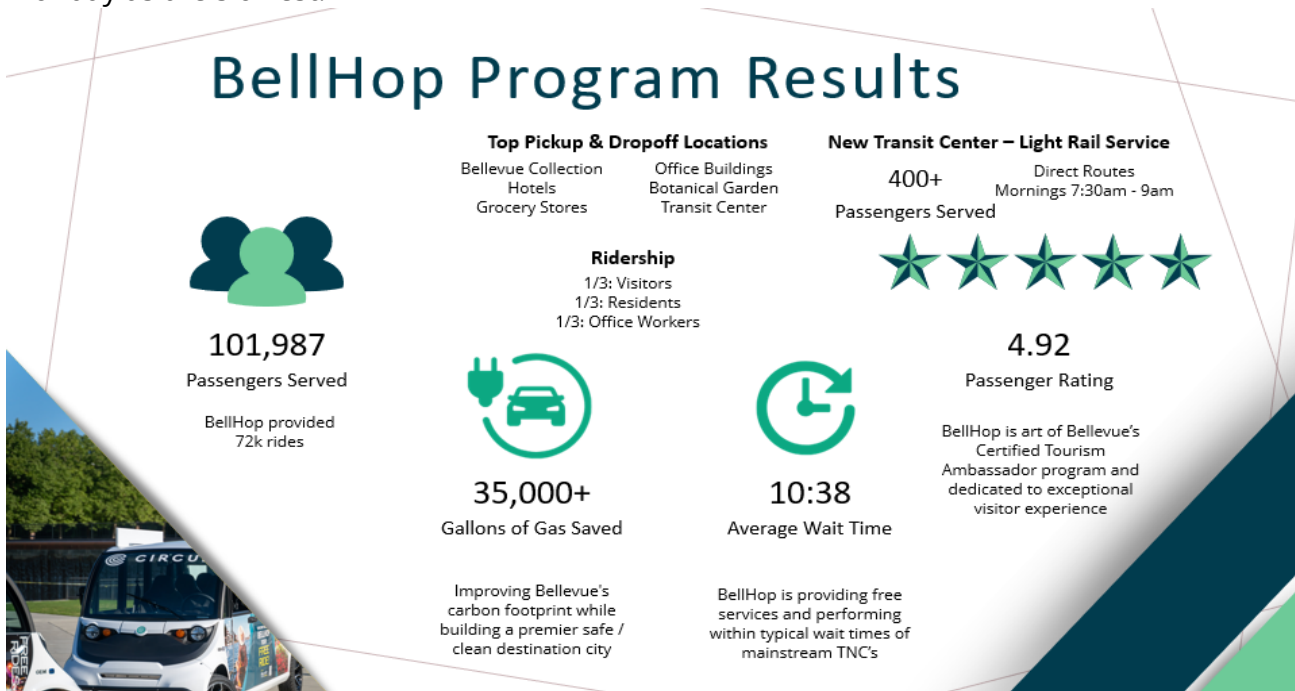 BellHop Program Results
Top Pickup & Dropoff Locations
Bellevue Collection
Hotels
Grocery Stores
Office Buildings
Botanical Garden
Transit Center
New Transit Center – Light Rail Service
400+
Passengers Served
Direct Routes
Mornings 7:30am - 9am
Ridership
1/3: Visitors
1/3: Residents
1/3: Office Workers
101,987
Passengers Served
BellHop provided
72k rides
35,000+
Gallons of Gas Saved
Improving Bellevue's
carbon footprint while
building a premier safe /
clean destination city
10:38
Average Wait Time
BellHop is providing free
services and performing
within typical wait times of
mainstream TNC's
4.92
Passenger Rating
BellHop is art of Bellevue's
Certified Tourism
Ambassador program and
dedicated to exceptional
visitor experience
CIRCU
FREE
RIDE